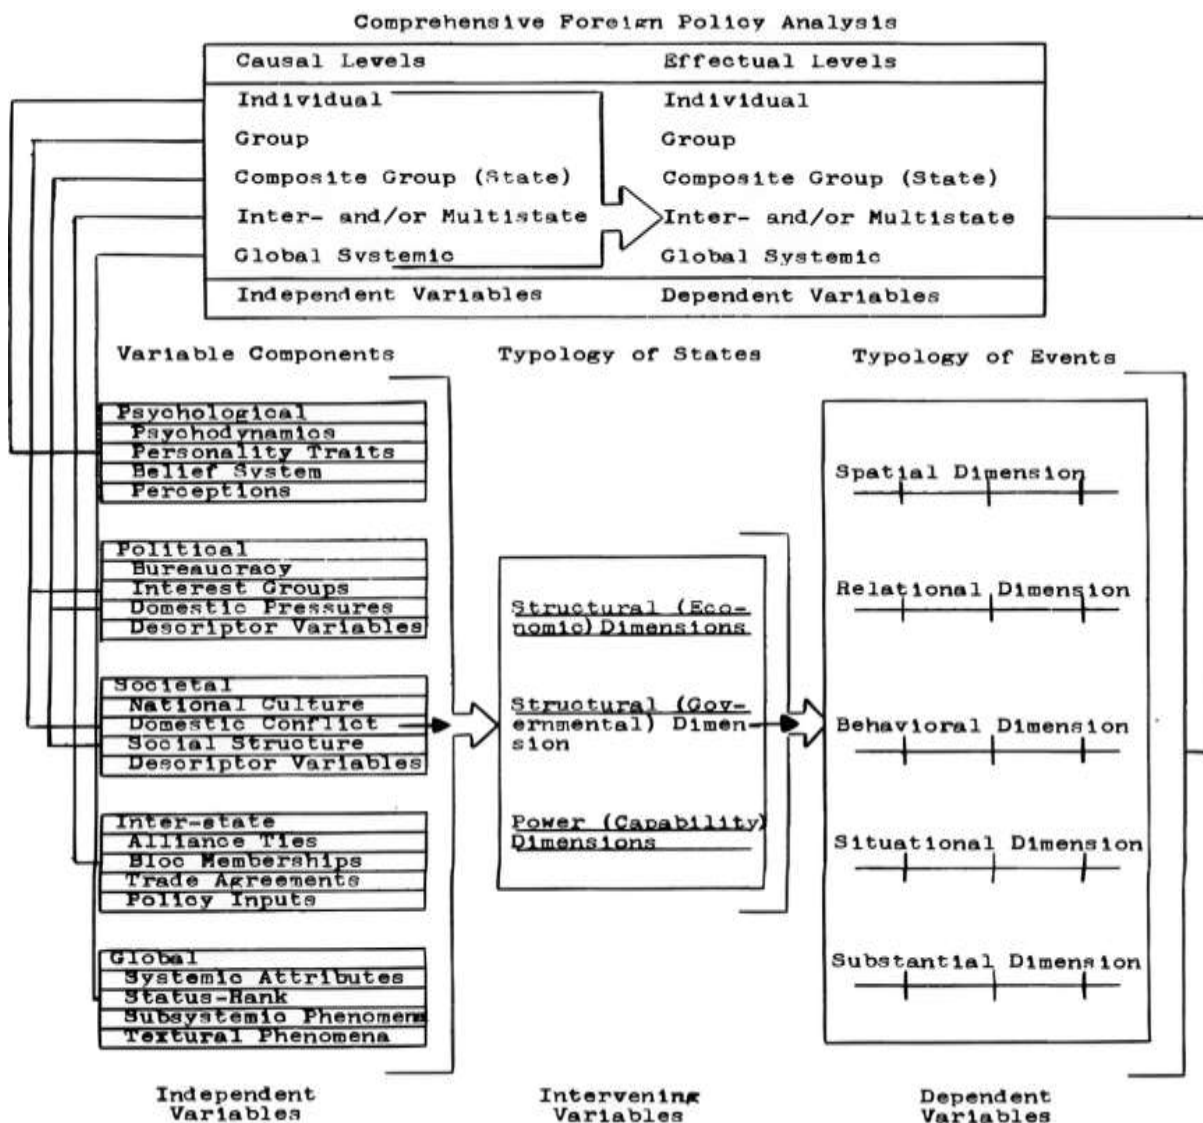 Comprehensive Foreign Policy Analysis
Causal Levels
Effectual Levels
Individual
Individual
Group
Group
Composite Group (State)
Composite Group (State)
Inter- and/or Multistate
Inter- and/or Multistate
Global Systemic
Global Systemic
Independent Variables
Dependent Variables
Variable Components
Typology of States
Typology of Events
Psychological
Psychodynamics
Personality Traits
Belief System
Perceptions
Political
Bureaucracy
Interest Groups
Domestic Pressures
Descriptor Variables
Societal
National Culture
Domestic Conflict
Social Structure
Descriptor Variables
Inter-state
Alliance Ties
Bloc Memberships
Trade Agreements
Policy Inputs
Global
Systemic Attributes
Status-Rank
Subsystemic Phenomena
Textural Phenomena
Structural (Eco-
nomic) Dimensions
Structural (Gov-
ernmental) Dimen-
sion
Power (Capability)
Dimensions
Spatial Dimension
Relational Dimension
Behavioral Dimension
Situational Dimension
Substantial Dimension
Independent
Variables
Intervening
Variables
Dependent
Variables